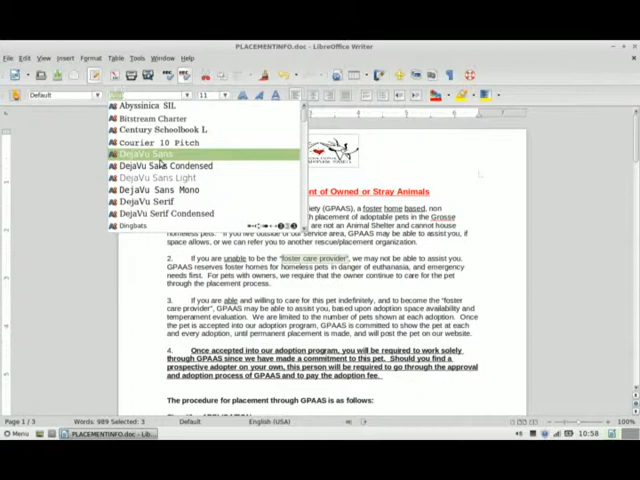 PLACEMENTINFO.doc - LibreOffice Writer
File Edit View Insert Format Table Tools Window Help
Default 11
Abyssinica SIL
Bitstream Charter
Century Schoolbook L
Courier 10 Pitch
DejaVu Sans
DejaVu Sans Condensed
DejaVu Sans Light
DejaVu Sans Mono
DejaVu Serif
DejaVu Serif Condensed
Dingbats
nt of Owned or Stray Animals
ociety (GPAAS), a foster home based, non
h placement of adoptable pets in the Grosse
are not an Animal Shelter and cannot house
homeless pets. If you live outside of our service area, GPAAS may be able to assist you, if
space allows, or we can refer you to another rescue/placement organization.
2. If you are unable to be the "foster care provider", we may not be able to assist you.
GPAAS reserves foster homes for homeless pets in danger of euthanasia, and emergency
needs first. For pets with owners, we require that the owner continue to care for the pet
through the placement process.
3. If you are able and willing to care for this pet indefinitely, and to become the "foster
care provider", GPAAS may be able to assist you, based upon adoption space availability and
temperament evaluation. We are limited to the number of pets shown at each adoption. Once
the pet is accepted into our adoption program, GPAAS is committed to show the pet at each
and every adoption, until permanent placement is made, and will post the pet on our website.
4. Once accepted into our adoption program, you will be required to work solely
through GPAAS since we have made a commitment to this pet. Should you find a
prospective adopter on your own, this person will be required to go through the approval
and adoption process of GPAAS and to pay the adoption fee.
The procedure for placement through GPAAS is as follows:
Page 1 / 3 Words: 989 Selected: 3 Default English (USA) 100%
Menu PLACEMENTINFO.doc - Lib... 10:58